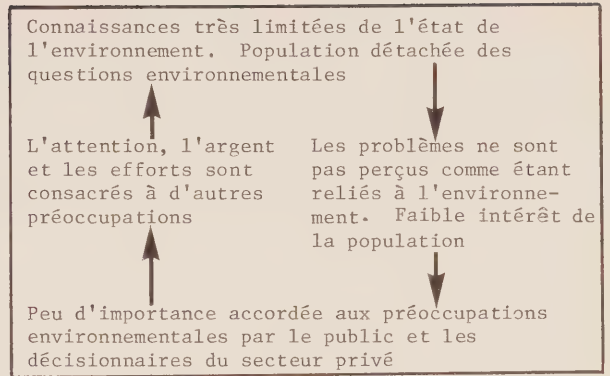 Connaissances très limitées de l'état de
l'environnement. Population détachée des
questions environnementales
L'attention, l'argent
et les efforts sont
consacrés à d'autres
préoccupations
Les problèmes ne sont
pas perçus comme étant
reliés à l'environne-
ment. Faible intérêt de
la population
Peu d'importance accordée aux préoccupations
environnementales par le public et les
décisionnaires du secteur privé